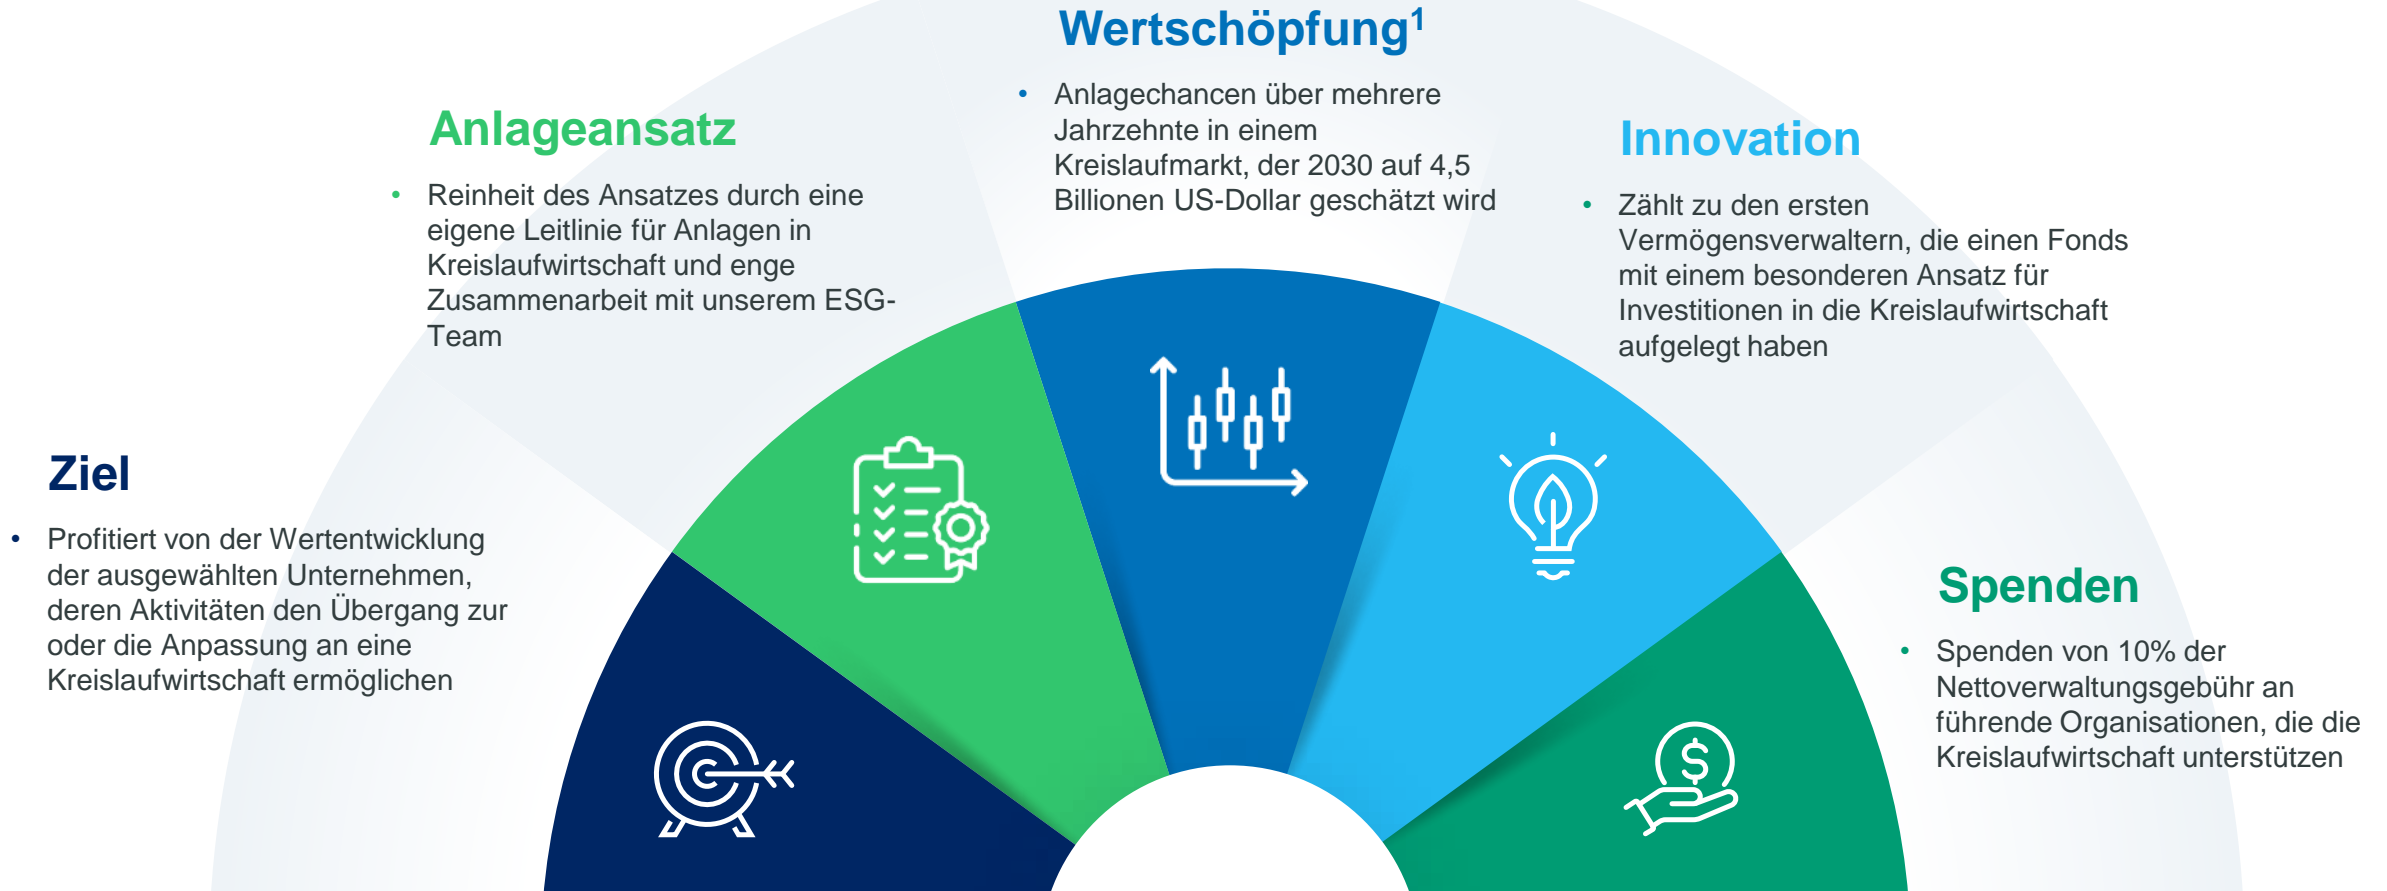 Ziel
• Profitiert von der Wertentwicklung
der ausgewählten Unternehmen,
deren Aktivitäten den Übergang zur
oder die Anpassung an eine
Kreislaufwirtschaft ermöglichen
Anlageansatz
• Reinheit des Ansatzes durch eine
eigene Leitlinie für Anlagen in
Kreislaufwirtschaft und enge
Zusammenarbeit mit unserem ESG-
Team
Wertschöpfung¹
• Anlagechancen über mehrere
Jahrzehnte in einem
Kreislaufmarkt, der 2030 auf 4,5
Billionen US-Dollar geschätzt wird
Innovation
• Zählt zu den ersten
Vermögensverwaltern, die einen Fonds
mit einem besonderen Ansatz für
Investitionen in die Kreislaufwirtschaft
aufgelegt haben
Spenden
• Spenden von 10% der
Nettoverwaltungsgebühr an
führende Organisationen, die die
Kreislaufwirtschaft unterstützen
$